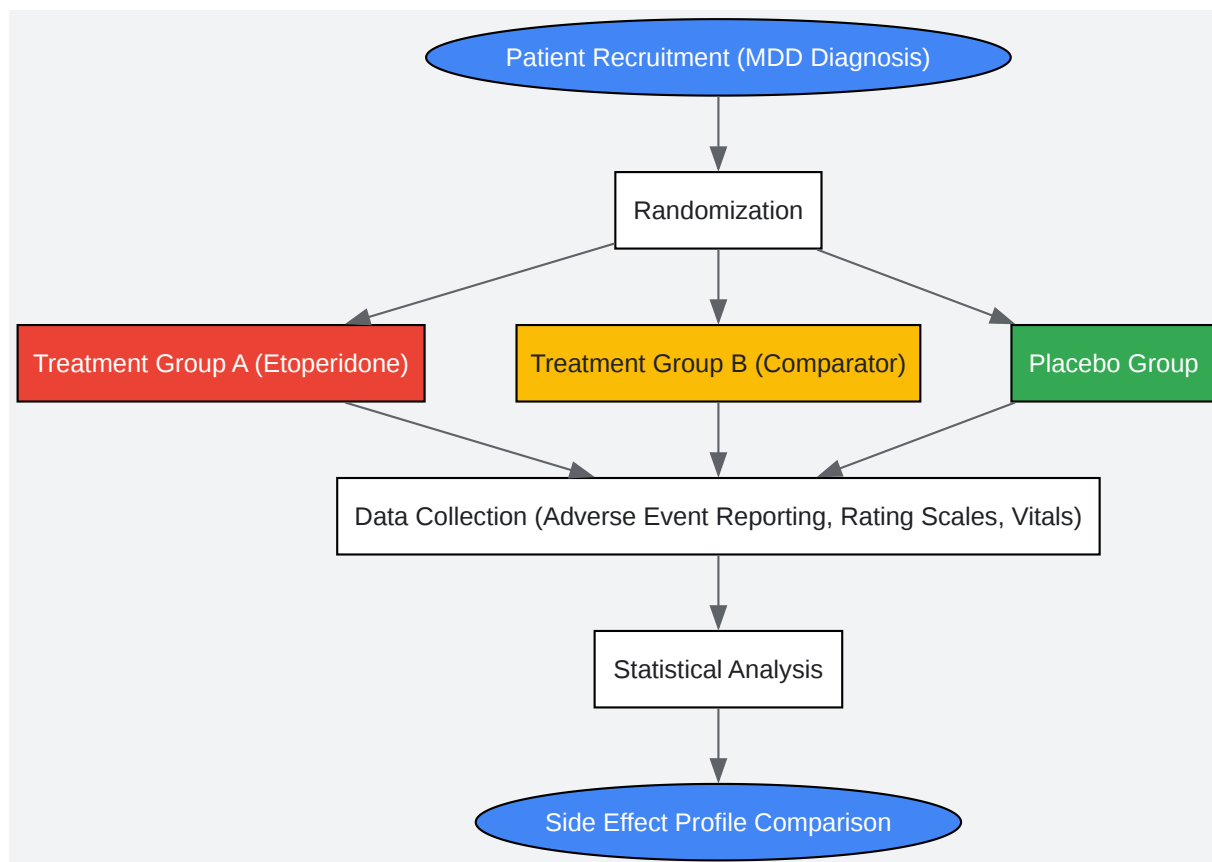 Patient Recruitment (MDD Diagnosis)
Randomization
Treatment Group A (Etoperidone)
Treatment Group B (Comparator)
Placebo Group
Data Collection (Adverse Event Reporting, Rating Scales, Vitals)
Statistical Analysis
Side Effect Profile Comparison